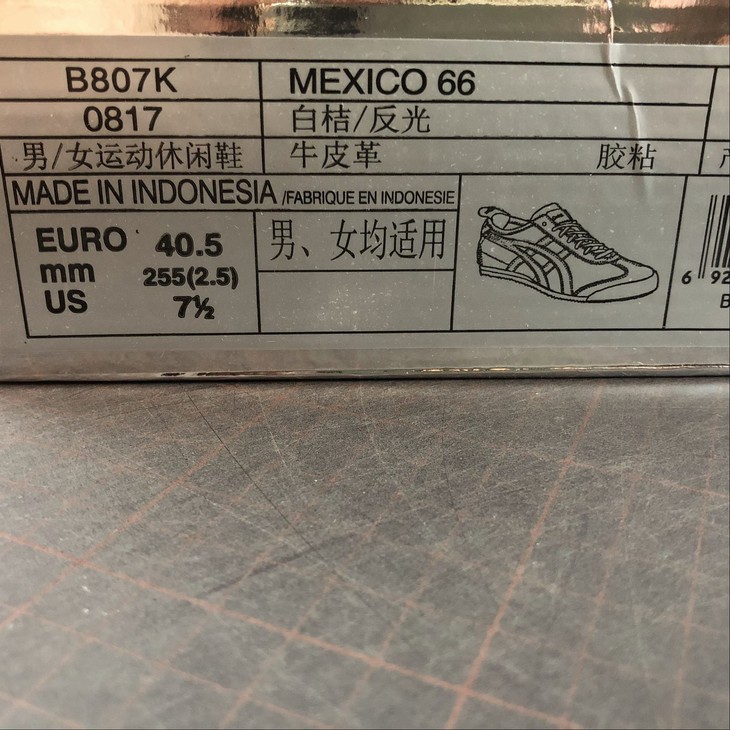 B807K MEXICO 66
0817 白桔/反光
男/女运动休闲鞋 牛皮革 胶粘
MADE IN INDONESIA /FABRIQUE EN INDONESIE
EURO 40.5 男、女均适用
mm 255(2.5)
US 7½
6 92